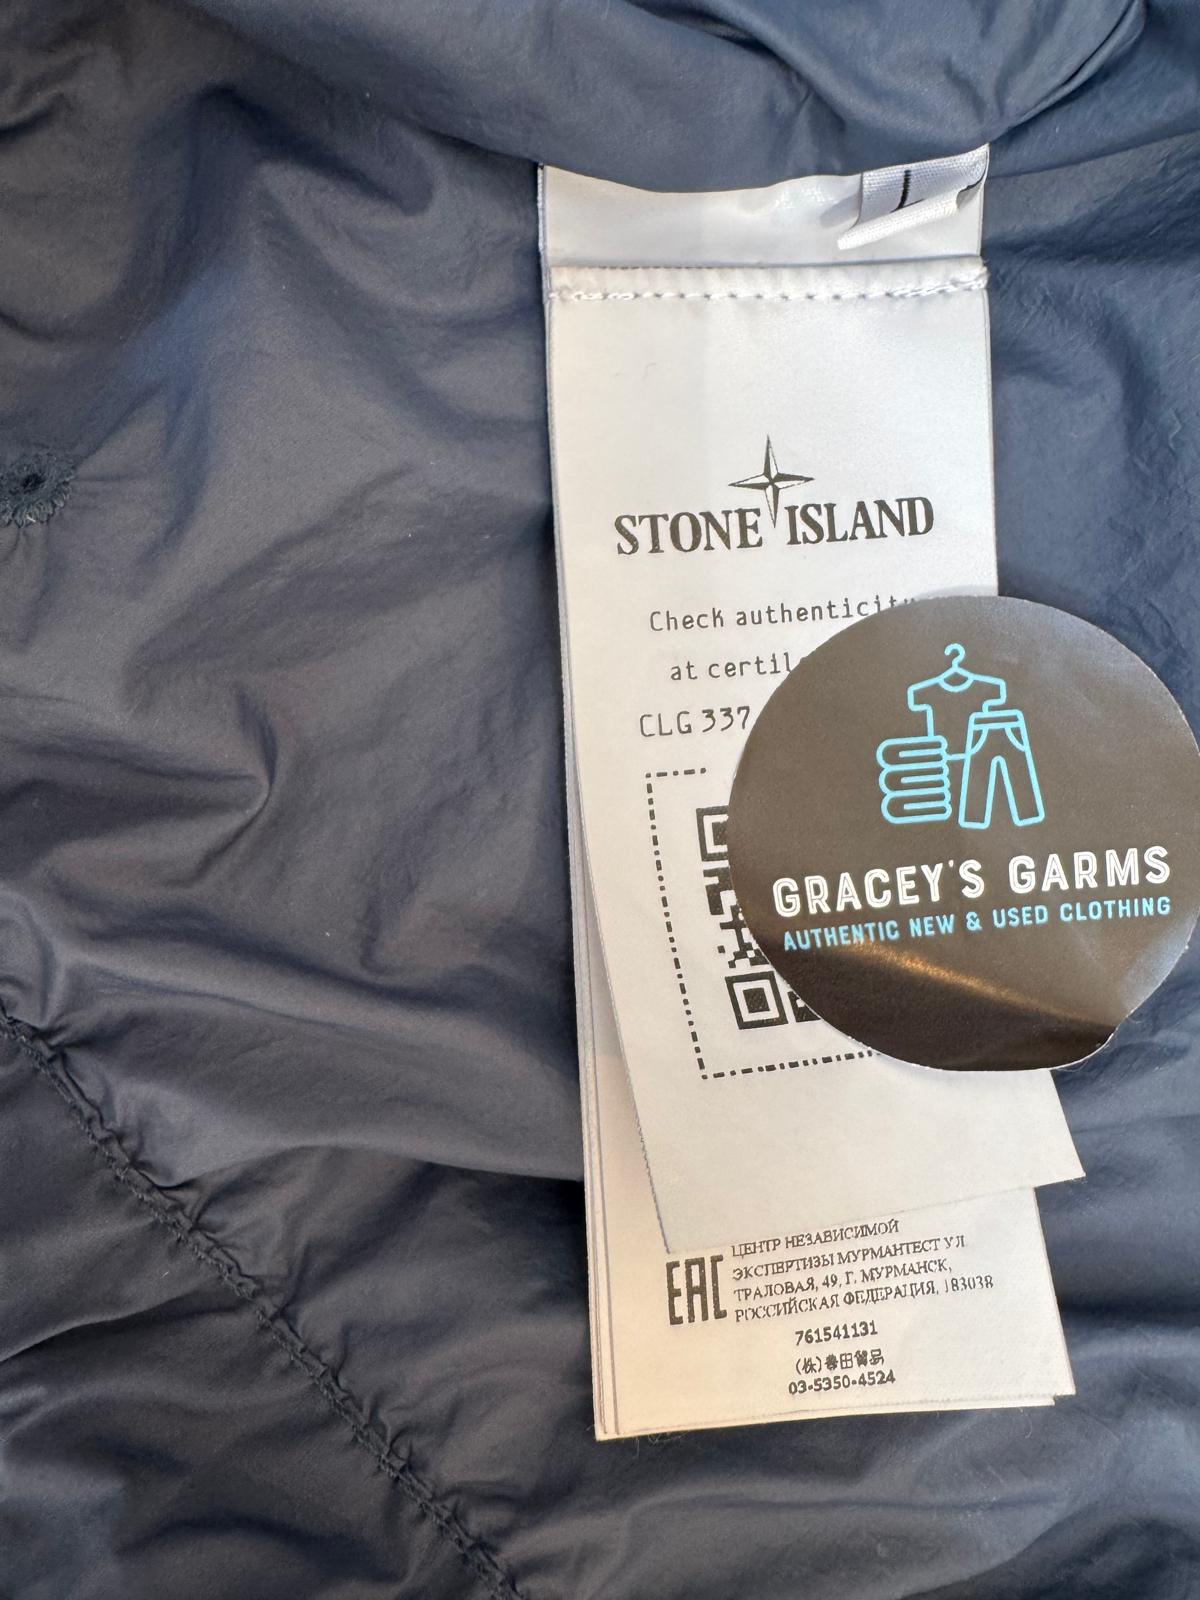 STONE ISLAND
Check authenticity
at certil
CLG 337
GRACEY'S GARMS
AUTHENTIC NEW & USED CLOTHING
ЦЕНТР НЕЗАВИСИМОЙ
ЭКСПЕРТИЗЫ МУРМАНТЕСТ УЛ
ТРАЛОВАЯ, 49, Г. МУРМАНСК,
РОССИЙСКАЯ ФЕДЕРАЦИЯ, 183038
EAC
761541131
(株)春田貿易
03-5350-4524